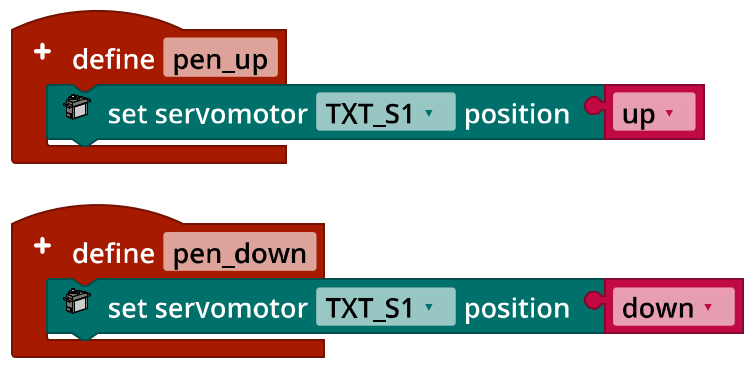 + define pen_up
set servomotor TXT_S1 position up
+ define pen_down
set servomotor TXT_S1 position down